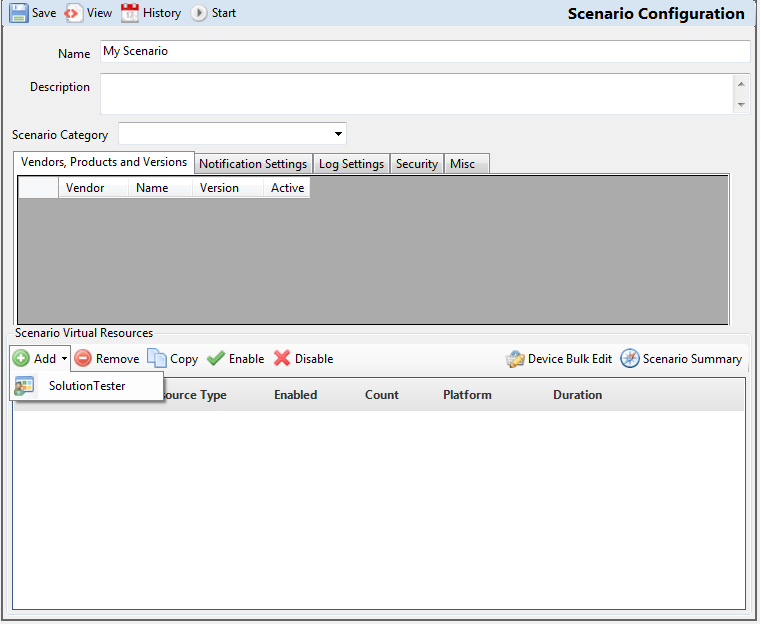 Save View History Start Scenario Configuration
Name My Scenario
Description
Scenario Category
Vendors, Products and Versions Notification Settings Log Settings Security Misc
Vendor Name Version Active
Scenario Virtual Resources
Add Remove Copy Enable Disable Device Bulk Edit Scenario Summary
SolutionTester
Type Enabled Count Platform Duration